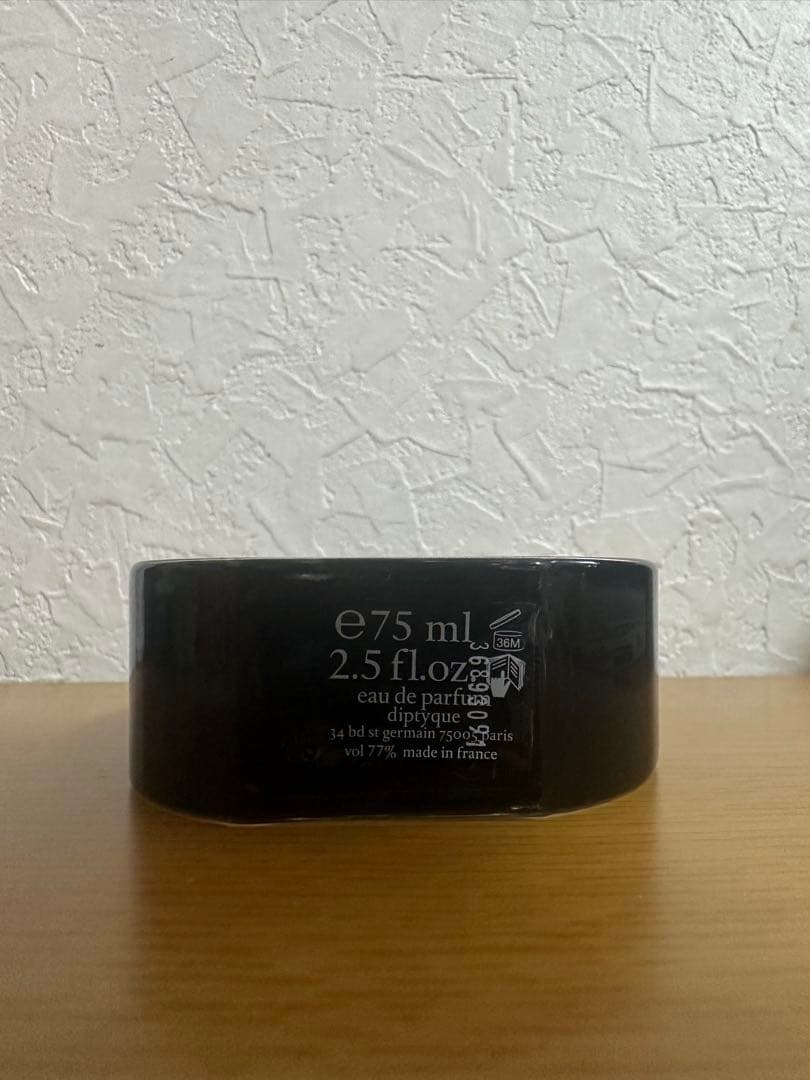 ℮75 ml
2.5 fl.oz.
36M
eau de parfum
diptyque
34 bd st germain 75005 paris
vol 77% made in france